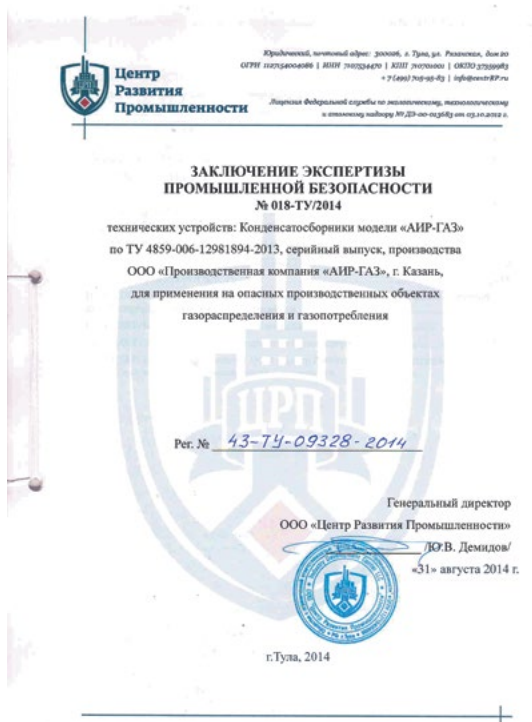 Юридический, почтовый адрес: 300026, г. Тула, ул. Рязанская, дом 20
ОГРН 1127154004086 | ИНН 7107534470 | КПП 710701001 | ОКПО 37359983
+ 7 (499) 705-95-83 | info@centrRP.ru
Центр
Развития
Промышленности
Лицензия Федеральной службы по экологическому, технологическому
и атомному надзору № ДЭ-00-013683 от 03.10.2012 г.
ЗАКЛЮЧЕНИЕ ЭКСПЕРТИЗЫ
ПРОМЫШЛЕННОЙ БЕЗОПАСНОСТИ
№ 018-ТУ/2014
технических устройств: Конденсатосборники модели «АИР-ГАЗ»
по ТУ 4859-006-12981894-2013, серийный выпуск, производства
ООО «Производственная компания «АИР-ГАЗ», г. Казань,
для применения на опасных производственных объектах
газораспределения и газопотребления
ЦРП
Рег. № 43-ТУ-09328-2014
Генеральный директор
ООО «Центр Развития Промышленности»
/Ю.В. Демидов/
«31» августа 2014 г.
г.Тула, 2014